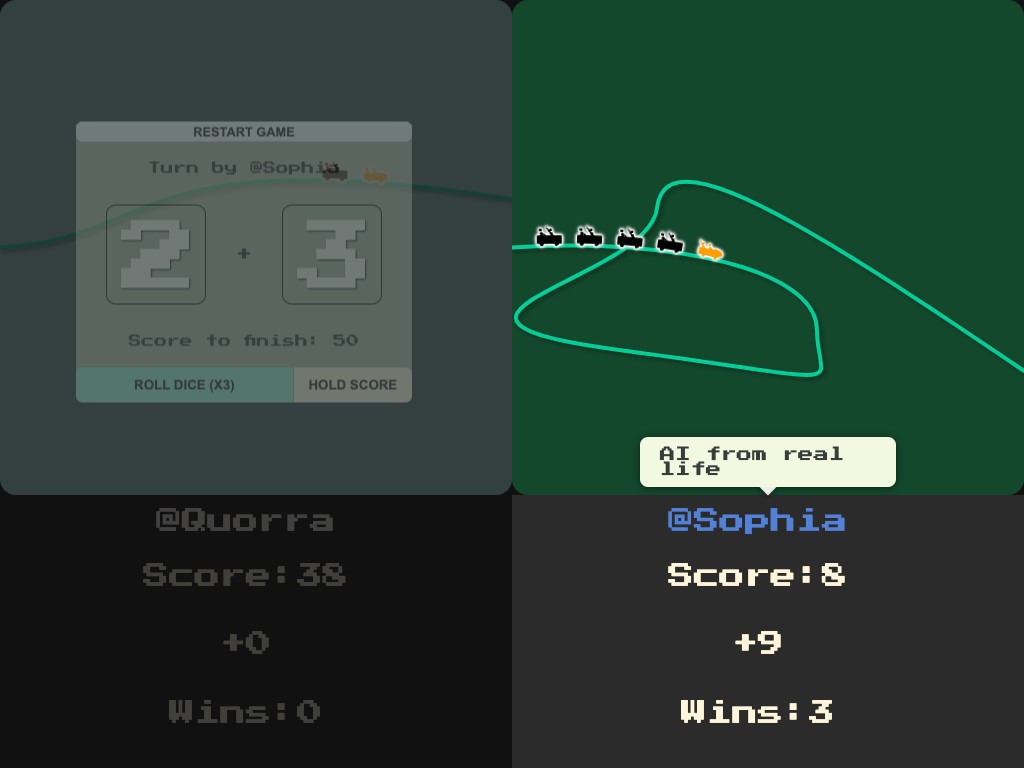 RESTART GAME
Turn by @Sophia
2 + 3
Score to finish: 50
ROLL DICE (X3) HOLD SCORE
@Quorra
Score:38
+0
Wins:0
AI from real
life
@Sophia
Score:8
+9
Wins:3